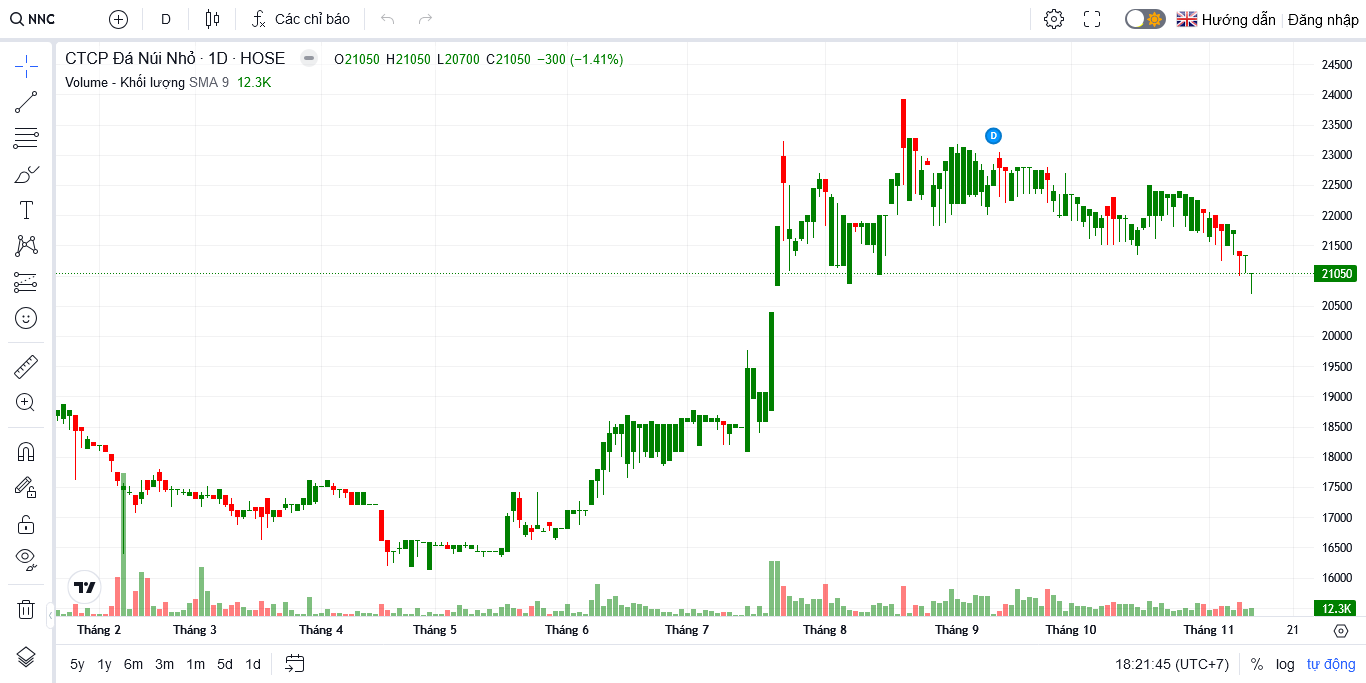 NNC D Các chỉ báo Hướng dẫn Đăng nhập
CTCP Đá Núi Nhỏ · 1D · HOSE O21050 H21050 L20700 C21050 −300 (−1.41%)
Volume - Khối lượng SMA 9 12.3K
24500
24000
23500
D
23000
22500
22000
21500
21050
20500
20000
19500
19000
18500
18000
17500
17000
16500
16000
12.3K
Tháng 2 Tháng 3 Tháng 4 Tháng 5 Tháng 6 Tháng 7 Tháng 8 Tháng 9 Tháng 10 Tháng 11 21
5y 1y 6m 3m 1m 5d 1d 18:21:45 (UTC+7) % log tự động